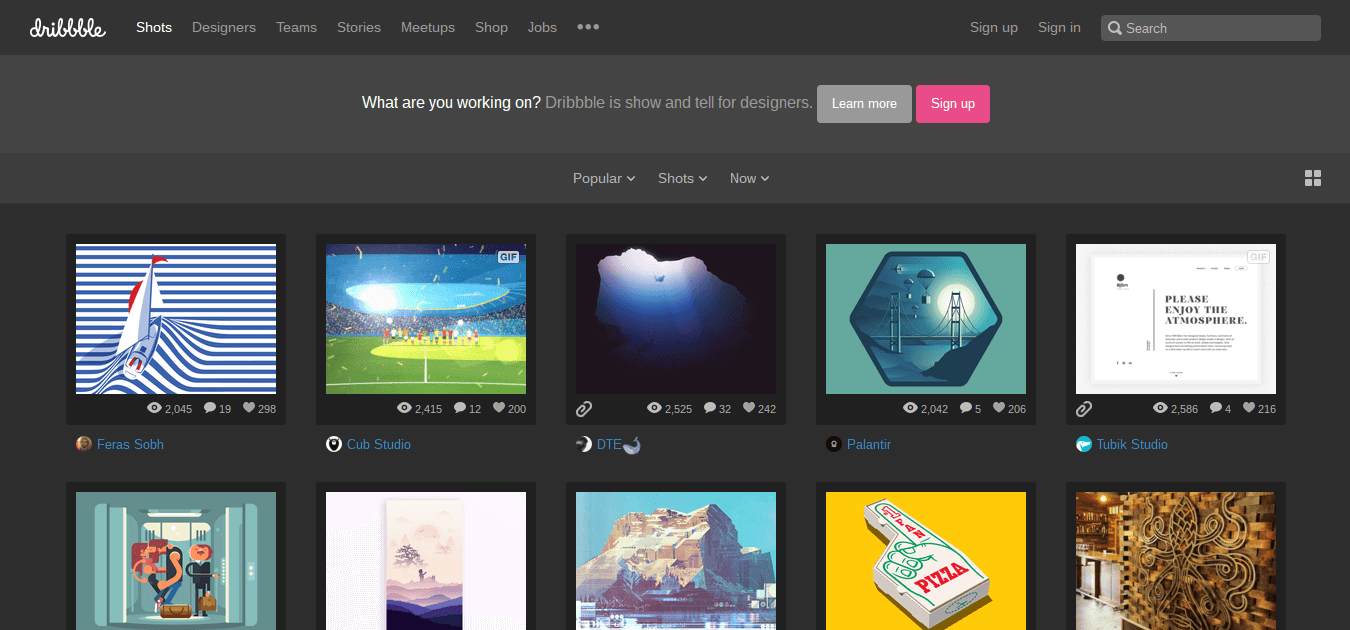 dribbble Shots Designers Teams Stories Meetups Shop Jobs ••• Sign up Sign in Search
What are you working on? Dribbble is show and tell for designers. Learn more Sign up
Popular Shots Now
GIF
GIF
PLEASE
ENJOY THE
ATMOSPHERE.
2,045 19 298
2,415 12 200
2,525 32 242
2,042 5 206
2,586 4 216
Feras Sobh
Cub Studio
DTE
Palantir
Tubik Studio
PIZZA